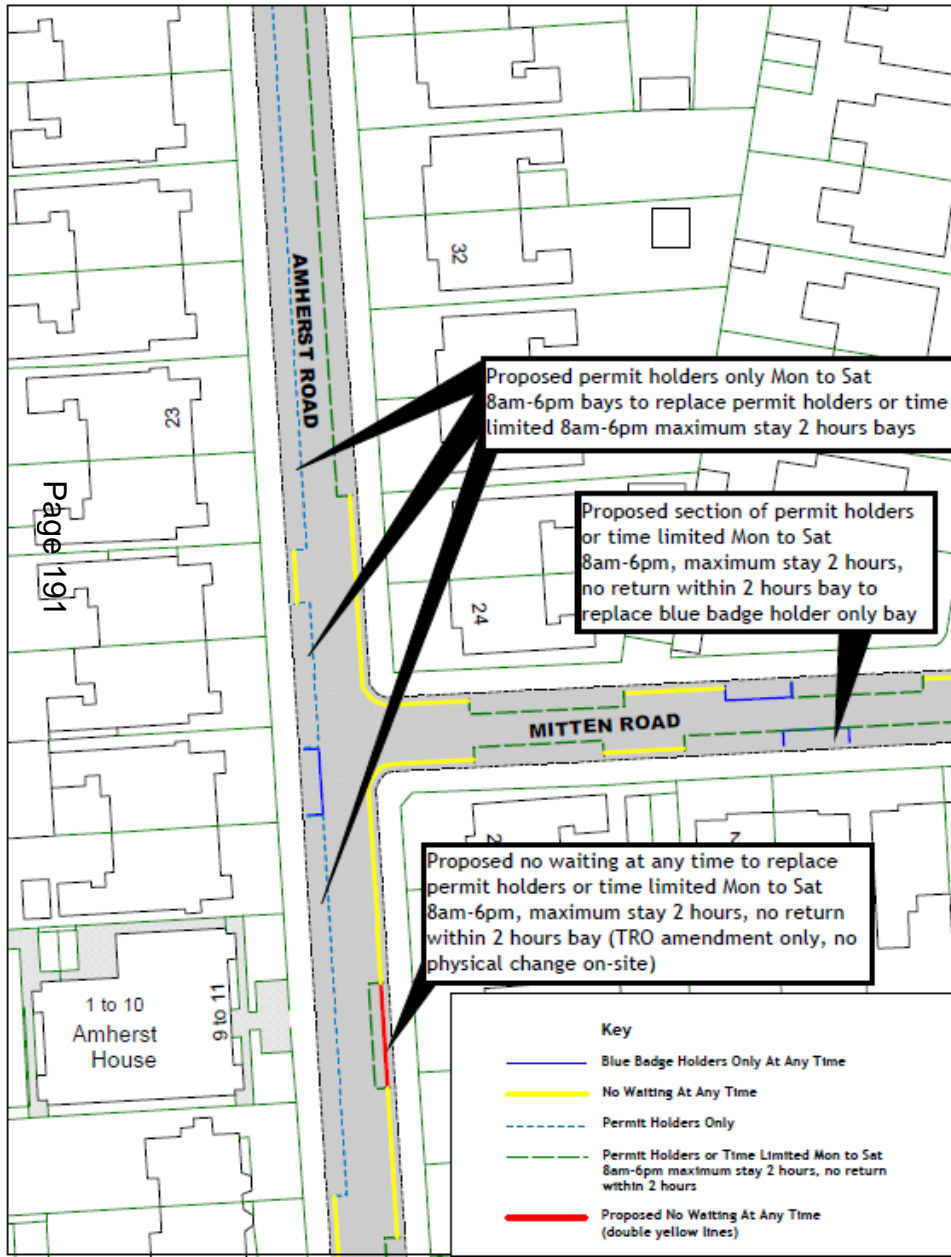 32
AMHERST ROAD
23
Page 191
Proposed permit holders only Mon to Sat
8am-6pm bays to replace permit holders or time
limited 8am-6pm maximum stay 2 hours bays
Proposed section of permit holders
or time limited Mon to Sat
8am-6pm, maximum stay 2 hours,
no return within 2 hours bay to
replace blue badge holder only bay
24
MITTEN ROAD
Proposed no waiting at any time to replace
permit holders or time limited Mon to Sat
8am-6pm, maximum stay 2 hours, no return
within 2 hours bay (TRO amendment only, no
physical change on-site)
1 to 10
Amherst
House
9 to 11
Key
Blue Badge Holders Only At Any Time
No Waiting At Any Time
Permit Holders Only
Permit Holders or Time Limited Mon to Sat
8am-6pm maximum stay 2 hours, no return
within 2 hours
Proposed No Waiting At Any Time
(double yellow lines)